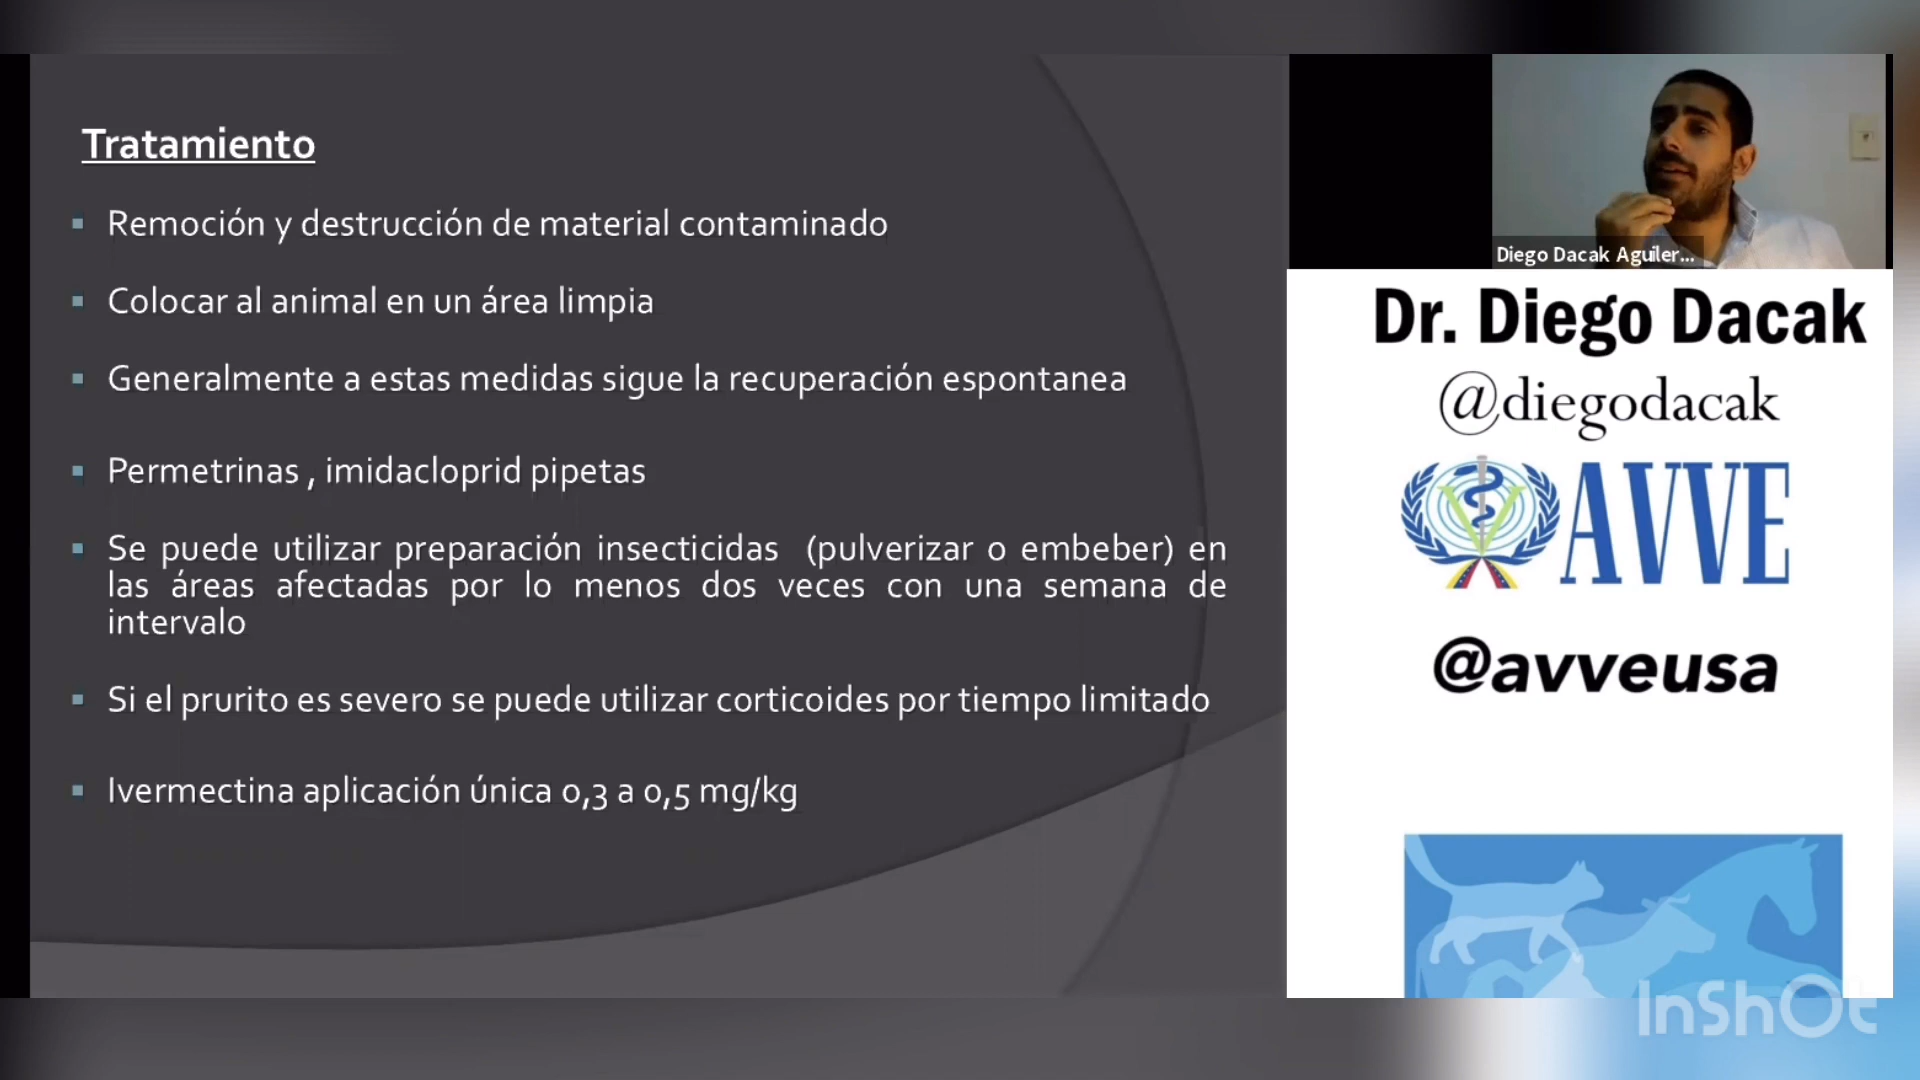 Tratamiento
Remoción y destrucción de material contaminado
Colocar al animal en un área limpia
Generalmente a estas medidas sigue la recuperación espontanea
Permetrinas , imidacloprid pipetas
Se puede utilizar preparación insecticidas (pulverizar o embeber) en
las áreas afectadas por lo menos dos veces con una semana de
intervalo
Si el prurito es severo se puede utilizar corticoides por tiempo limitado
Ivermectina aplicación única 0,3 a 0,5 mg/kg
Diego Dacak Aguiler...
Dr. Diego Dacak
@diegodacak
AVVE
@avveusa
InShOt